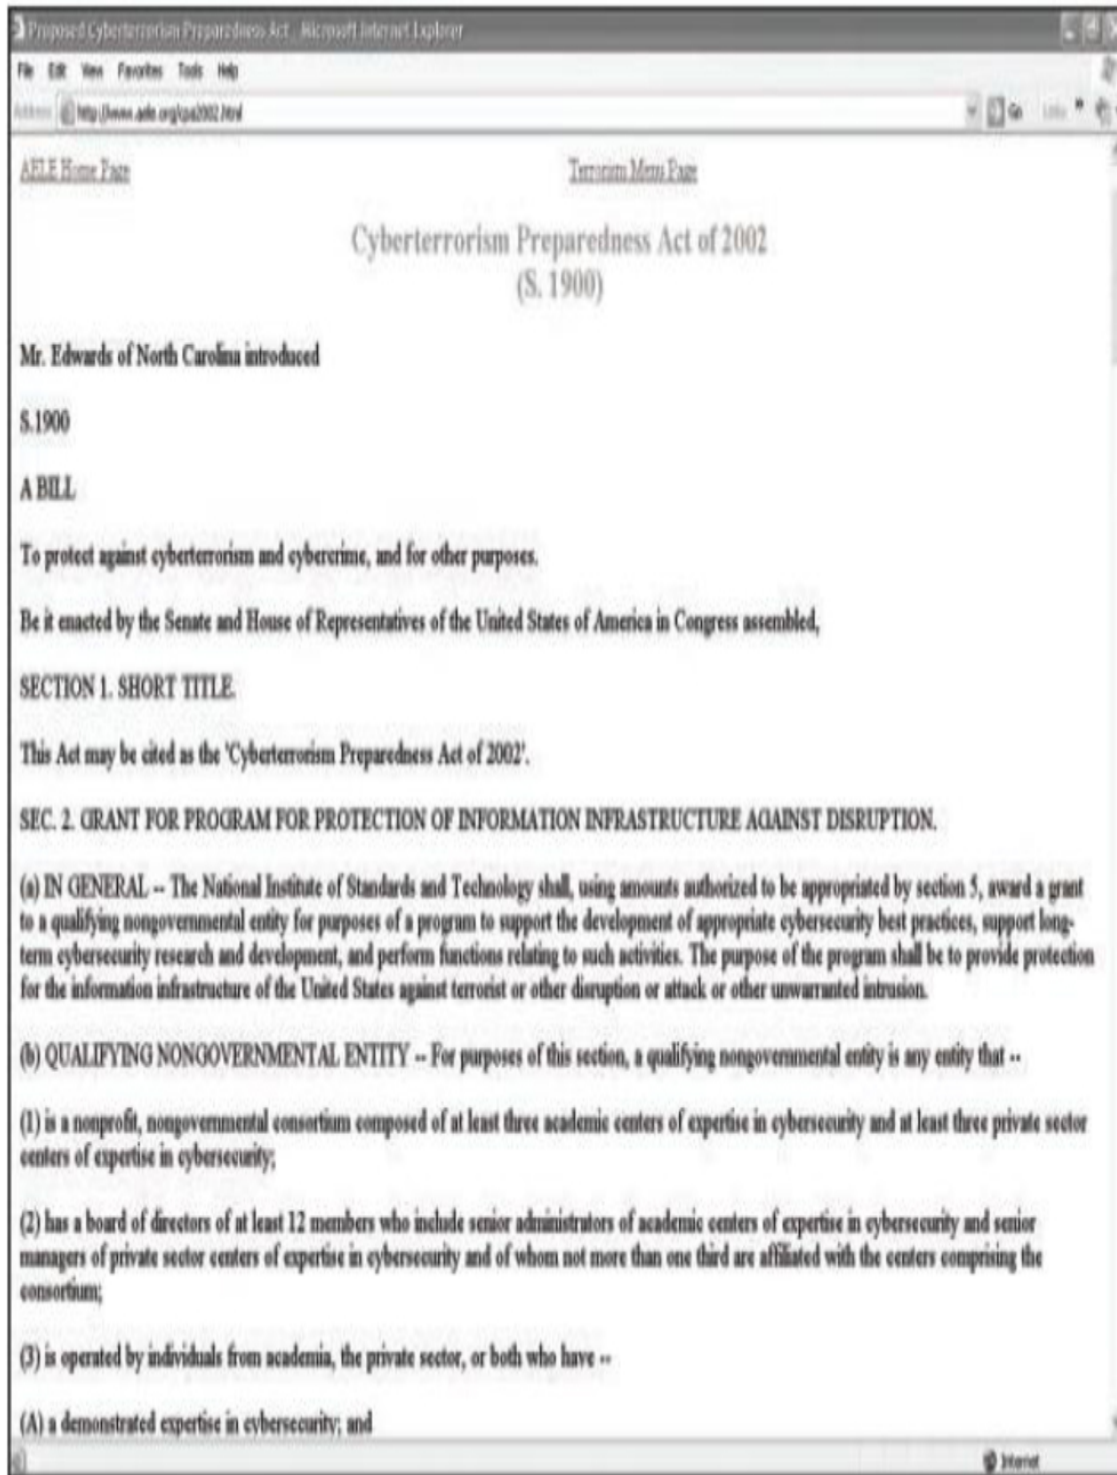 Proposed Cyberterrorism Preparedness Act - Microsoft Internet Explorer
File Edit View Favorites Tools Help
Address http://www.aele.org/cpa2002.html Go Links »
AELE Home Page Terrorism Menu Page
Cyberterrorism Preparedness Act of 2002
(S. 1900)
Mr. Edwards of North Carolina introduced
S.1900
A BILL
To protect against cyberterrorism and cybercrime, and for other purposes.
Be it enacted by the Senate and House of Representatives of the United States of America in Congress assembled,
SECTION 1. SHORT TITLE.
This Act may be cited as the 'Cyberterrorism Preparedness Act of 2002'.
SEC. 2. GRANT FOR PROGRAM FOR PROTECTION OF INFORMATION INFRASTRUCTURE AGAINST DISRUPTION.
(a) IN GENERAL -- The National Institute of Standards and Technology shall, using amounts authorized to be appropriated by section 5, award a grant
to a qualifying nongovernmental entity for purposes of a program to support the development of appropriate cybersecurity best practices, support long-
term cybersecurity research and development, and perform functions relating to such activities. The purpose of the program shall be to provide protection
for the information infrastructure of the United States against terrorist or other disruption or attack or other unwarranted intrusion.
(b) QUALIFYING NONGOVERNMENTAL ENTITY -- For purposes of this section, a qualifying nongovernmental entity is any entity that --
(1) is a nonprofit, nongovernmental consortium composed of at least three academic centers of expertise in cybersecurity and at least three private sector
centers of expertise in cybersecurity;
(2) has a board of directors of at least 12 members who include senior administrators of academic centers of expertise in cybersecurity and senior
managers of private sector centers of expertise in cybersecurity and of whom not more than one third are affiliated with the centers comprising the
consortium;
(3) is operated by individuals from academia, the private sector, or both who have --
(A) a demonstrated expertise in cybersecurity; and
Internet